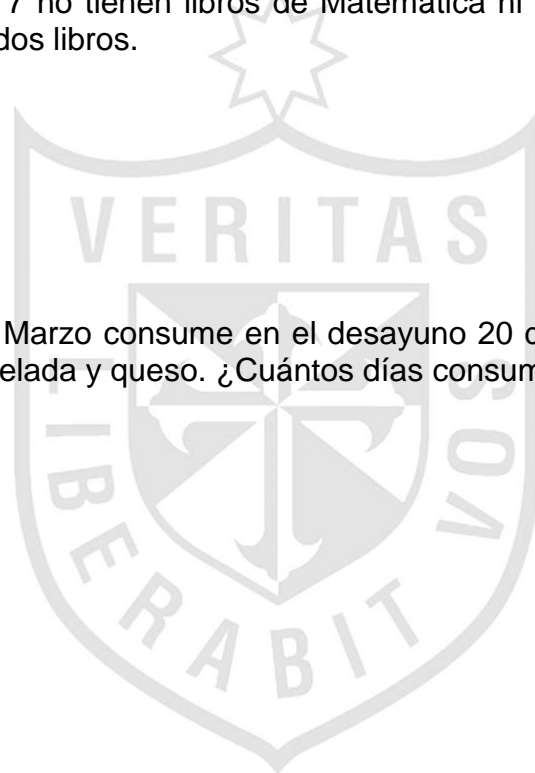 7 no tienen libros de Matemática ni
dos libros.
VERITAS
Marzo consume en el desayuno 20
elada y queso. ¿Cuántos días consum
LIBERABIT VOS